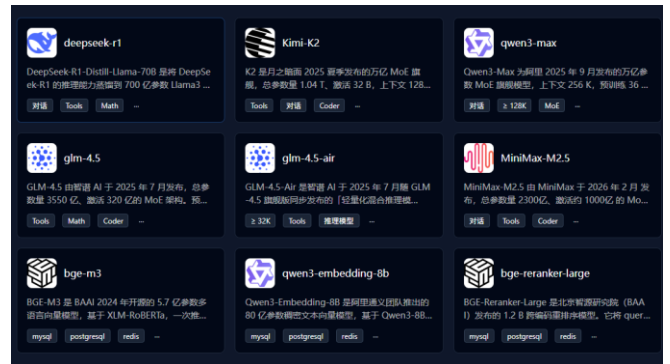 deepseek-r1
DeepSeek-R1-Distill-Llama-70B 是将 DeepSe
ek-R1 的推理能力蒸馏到 700 亿参数 Llama3 ...
对话 Tools Math ...
Kimi-K2
K2 是月之暗面 2025 夏季发布的万亿 MoE 旗
舰，总参数量 1.04 T、激活 32 B，上下文 128...
Tools 对话 Coder ...
qwen3-max
Qwen3-Max 为阿里 2025 年 9 月发布的万亿参
数 MoE 旗舰模型，上下文 256 K，预训练 36 ...
对话 ≥ 128K MoE ...
glm-4.5
GLM-4.5 由智谱 AI 于 2025 年 7 月发布，总参
数量 3550 亿、激活 320 亿的 MoE 架构。预...
Tools Math Coder ...
glm-4.5-air
GLM-4.5-Air 是智谱 AI 于 2025 年 7 月随 GLM
-4.5 旗舰版同步发布的「轻量化混合推理模...
≥ 32K Tools 推理模型 ...
MiniMax-M2.5
MiniMax-M2.5 由 MiniMax 于 2026 年 2 月 发
布，总参数量 2300亿、激活约 1000亿 的 Mo...
对话 Tools Coder ...
bge-m3
BGE-M3 是 BAAI 2024 年开源的 5.7 亿参数多
语言向量模型，基于 XLM-RoBERTa，一次推...
mysql postgresql redis ...
qwen3-embedding-8b
Qwen3-Embedding-8B 是阿里通义团队推出的
80 亿参数稠密文本向量模型，基于 Qwen3-8B...
mysql postgresql redis ...
bge-reranker-large
BGE-Reranker-Large 是北京智源研究院（BAA
I）发布的 1.2 B 跨编码重排序模型。它将 quer...
mysql postgresql redis ...